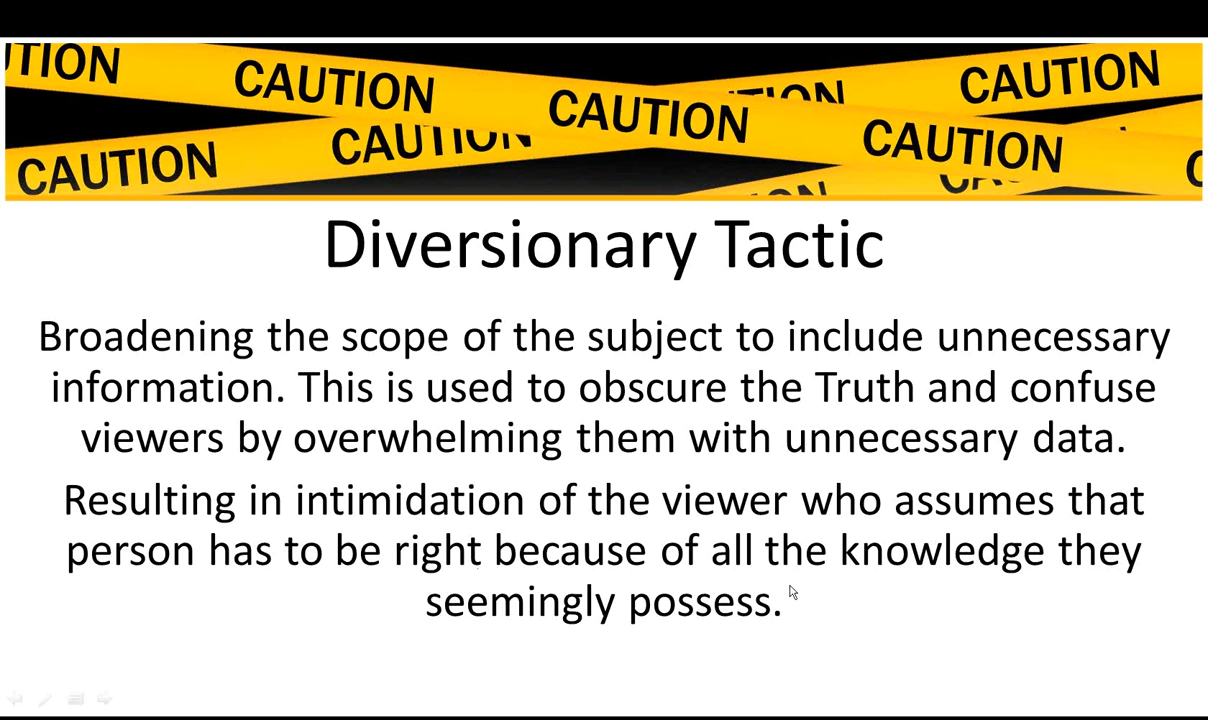 UTION CAUTION CAUTION CAUTION
CAUTION CAUTION CAUTION
Diversionary Tactic
Broadening the scope of the subject to include unnecessary
information. This is used to obscure the Truth and confuse
viewers by overwhelming them with unnecessary data.
Resulting in intimidation of the viewer who assumes that
person has to be right because of all the knowledge they
seemingly possess.